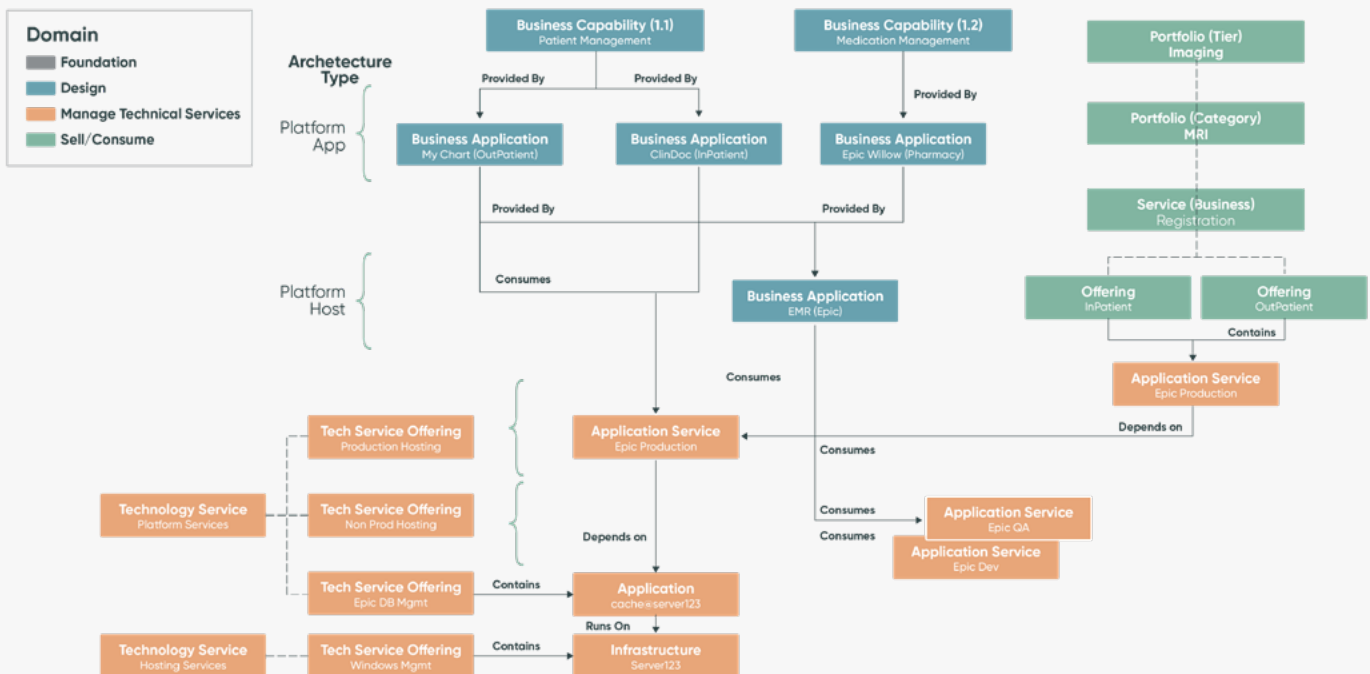 Domain
Foundation
Design
Manage Technical Services
Sell/Consume
Archetecture
Type
Platform
App
Platform
Host
Business Capability (1.1)
Patient Management
Business Capability (1.2)
Medication Management
Provided By
Provided By
Provided By
Business Application
My Chart (OutPatient)
Business Application
ClinDoc (InPatient)
Business Application
Epic Willow (Pharmacy)
Provided By
Provided By
Consumes
Business Application
EMR (Epic)
Portfolio (Tier)
Imaging
Portfolio (Category)
MRI
Service (Business)
Registration
Offering
InPatient
Offering
OutPatient
Contains
Application Service
Epic Production
Depends on
Consumes
Tech Service Offering
Production Hosting
Application Service
Epic Production
Consumes
Technology Service
Platform Services
Tech Service Offering
Non Prod Hosting
Depends on
Consumes
Consumes
Application Service
Epic QA
Application Service
Epic Dev
Tech Service Offering
Epic DB Mgmt
Contains
Application
cache@server123
Runs On
Technology Service
Hosting Services
Tech Service Offering
Windows Mgmt
Contains
Infrastructure
Server123